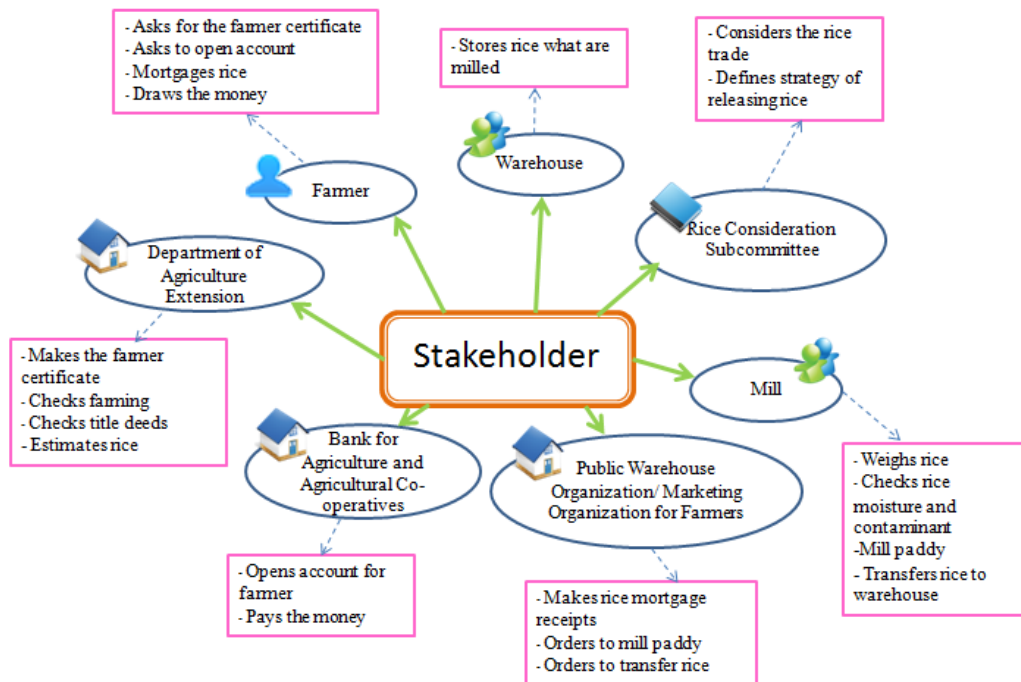 - Asks for the farmer certificate
- Asks to open account
- Mortgages rice
- Draws the money
- Stores rice what are
milled
- Considers the rice
trade
- Defines strategy of
releasing rice
Farmer
Warehouse
Rice Consideration
Subcommittee
Department of
Agriculture
Extension
Stakeholder
Mill
- Makes the farmer
certificate
- Checks farming
- Checks title deeds
- Estimates rice
Bank for
Agriculture and
Agricultural Co-
operatives
Public Warehouse
Organization/ Marketing
Organization for Farmers
- Weighs rice
- Checks rice
moisture and
contaminant
-Mill paddy
- Transfers rice to
warehouse
- Opens account for
farmer
- Pays the money
- Makes rice mortgage
receipts
- Orders to mill paddy
- Orders to transfer rice